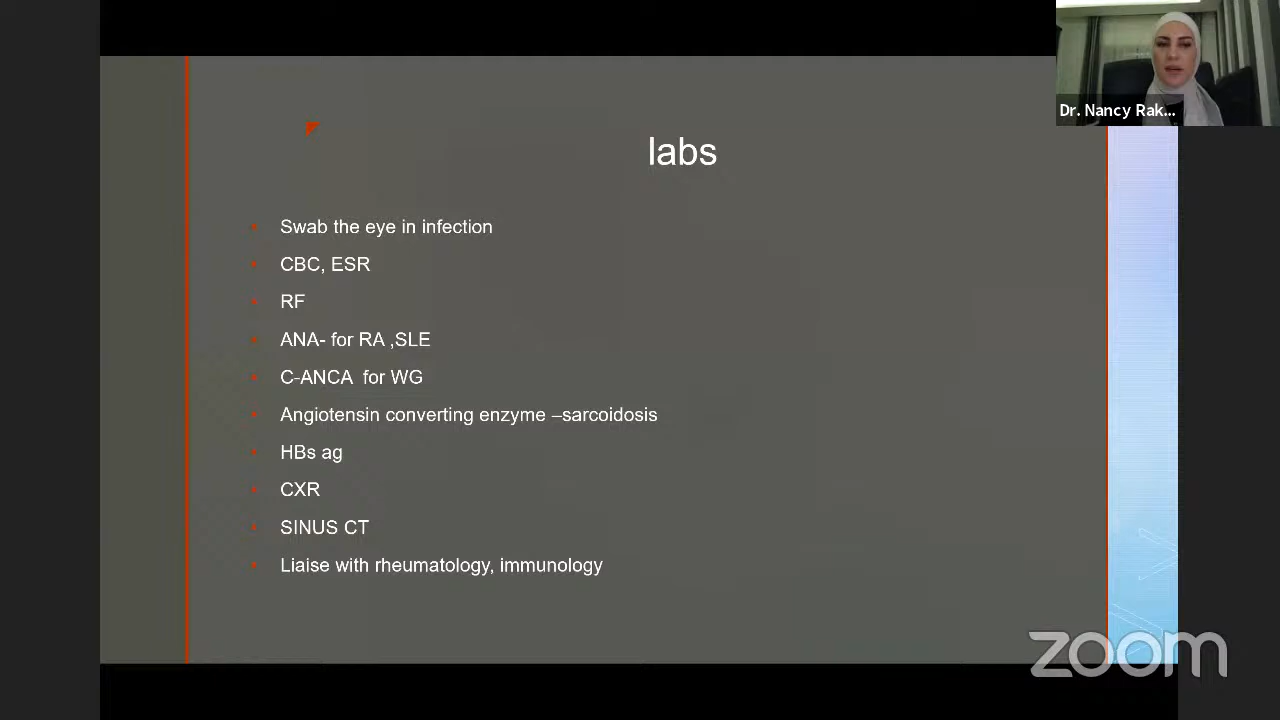 Dr. Nancy Rak...
labs
Swab the eye in infection
CBC, ESR
RF
ANA- for RA ,SLE
C-ANCA for WG
Angiotensin converting enzyme –sarcoidosis
HBs ag
CXR
SINUS CT
Liaise with rheumatology, immunology
zoom